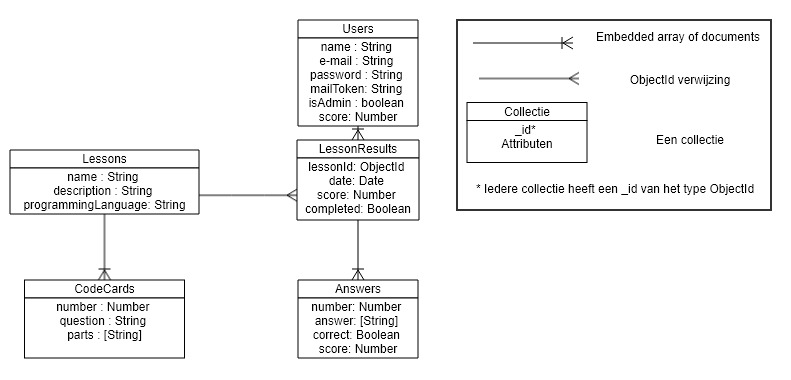 Users
name : String
e-mail : String
password : String
mailToken: String
isAdmin : boolean
score: Number
LessonResults
lessonId: ObjectId
date: Date
score: Number
completed: Boolean
Lessons
name : String
description : String
programmingLanguage: String
CodeCards
number : Number
question : String
parts : [String]
Answers
number: Number
answer: [String]
correct: Boolean
score: Number
Embedded array of documents
ObjectId verwijzing
Collectie
_id*
Attributen
Een collectie
* Iedere collectie heeft een _id van het type ObjectId